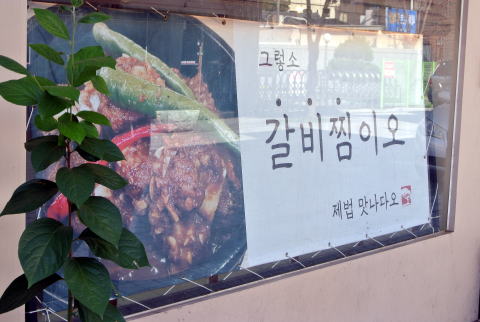 그렇소
갈비찜이오
제법 맛나다오